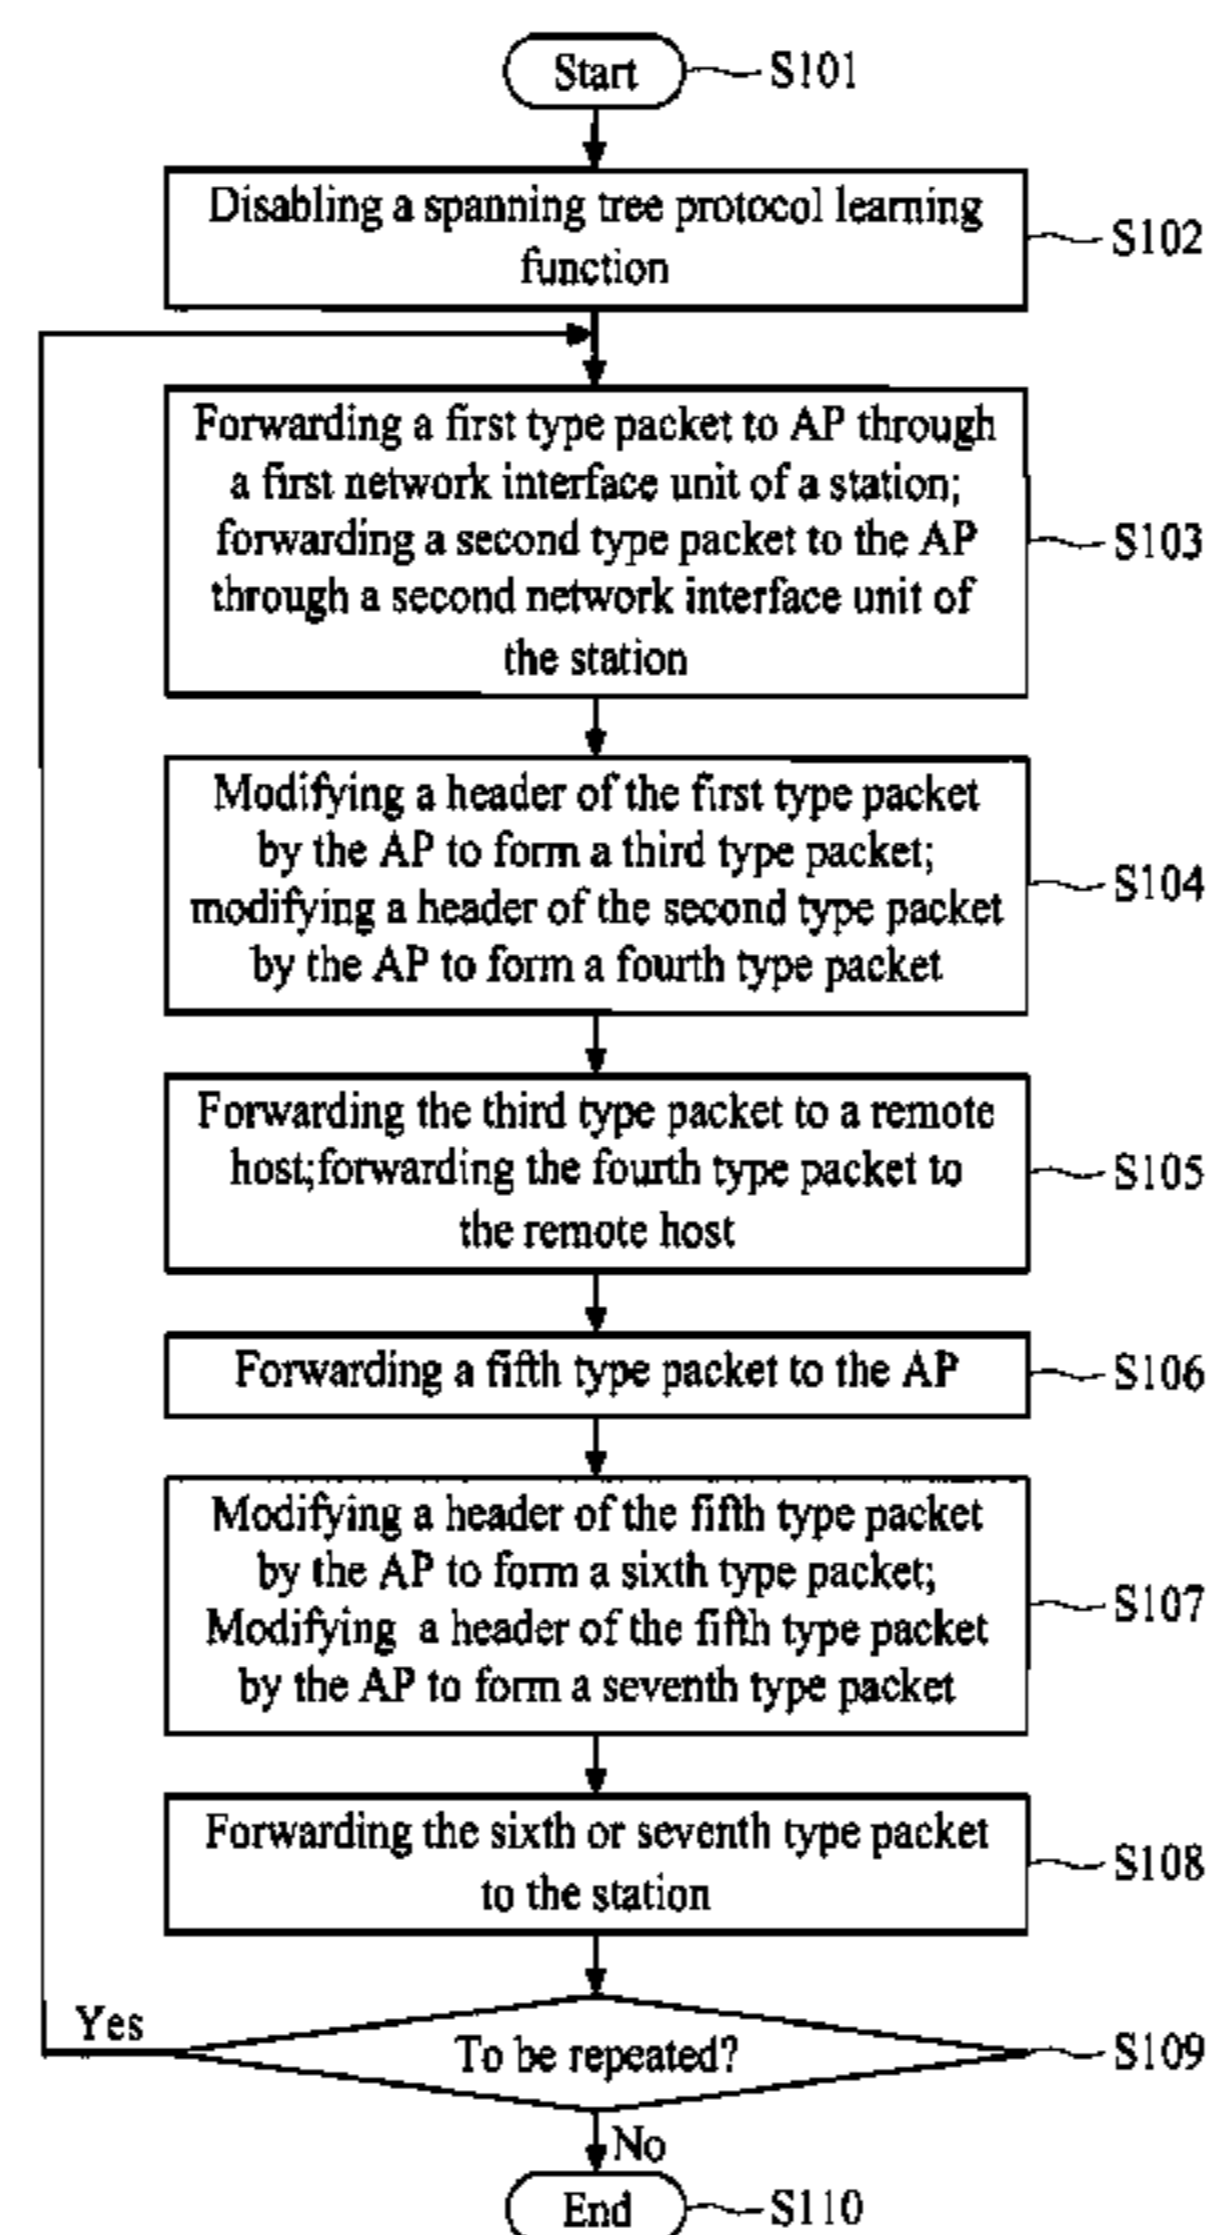 Start
S101
Disabling a spanning tree protocol learning
function
S102
Forwarding a first type packet to AP through
a first network interface unit of a station;
forwarding a second type packet to the AP
through a second network interface unit of
the station
S103
Modifying a header of the first type packet
by the AP to form a third type packet;
modifying a header of the second type packet
by the AP to form a fourth type packet
S104
Forwarding the third type packet to a remote
host;forwarding the fourth type packet to
the remote host
S105
Forwarding a fifth type packet to the AP
S106
Modifying a header of the fifth type packet
by the AP to form a sixth type packet;
Modifying a header of the fifth type packet
by the AP to form a seventh type packet
S107
Forwarding the sixth or seventh type packet
to the station
S108
Yes
To be repeated?
S109
No
End
S110